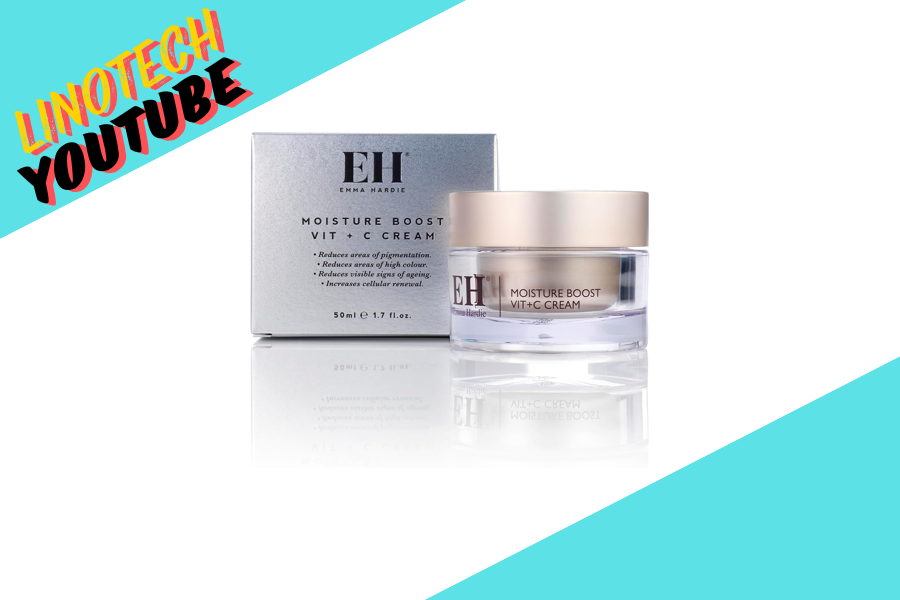 LINOTECH
YOUTUBE
EH®
EMMA HARDIE
MOISTURE BOOST
VIT + C CREAM
• Reduces areas of pigmentation.
• Reduces areas of high colour.
• Reduces visible signs of ageing.
• Increases cellular renewal.
50ml ℮ 1.7 fl.oz.
EH®
Emma Hardie
MOISTURE BOOST
VIT+C CREAM